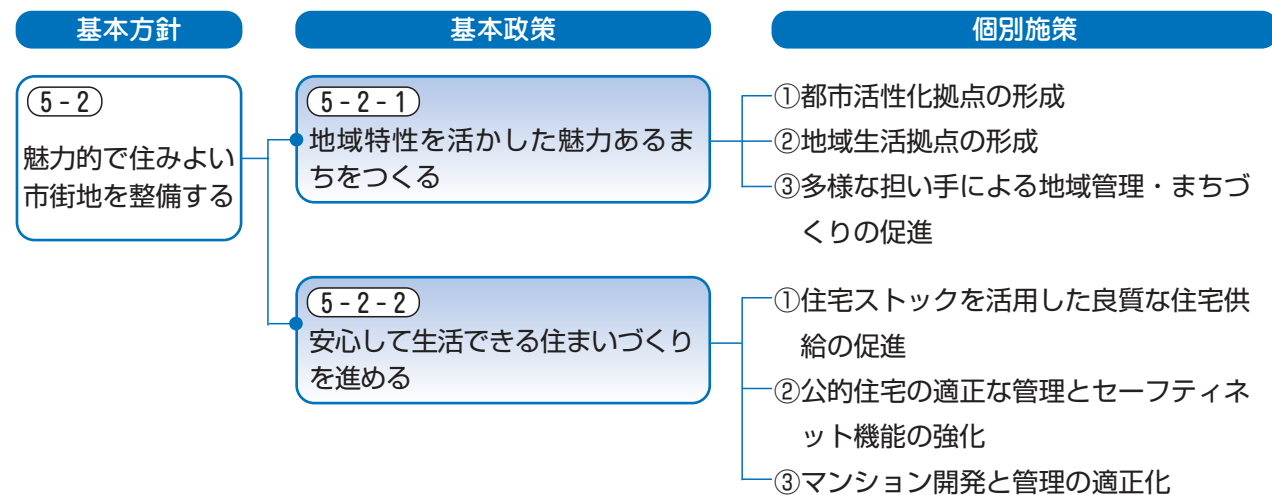 基本方針
基本政策
個別施策
5-2
魅力的で住みよい
市街地を整備する
5-2-1
地域特性を活かした魅力あるま
ちをつくる
①都市活性化拠点の形成
②地域生活拠点の形成
③多様な担い手による地域管理・まちづ
くりの促進
5-2-2
安心して生活できる住まいづくり
を進める
①住宅ストックを活用した良質な住宅供
給の促進
②公的住宅の適正な管理とセーフティネ
ット機能の強化
③マンション開発と管理の適正化